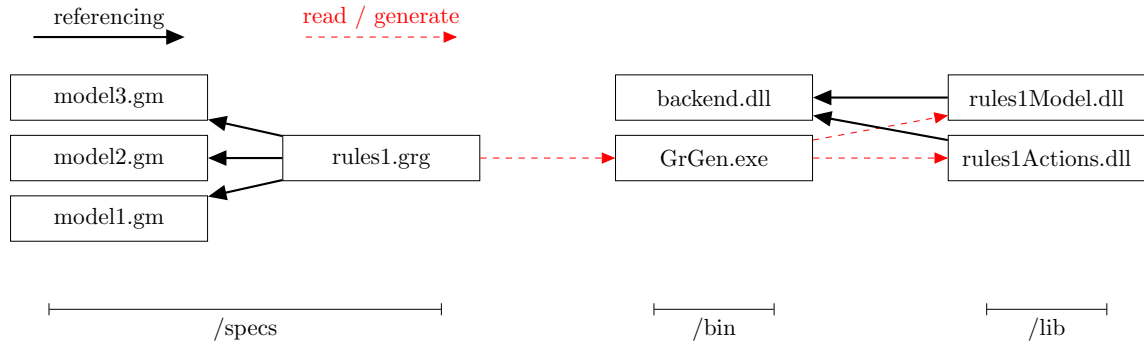 referencing
read / generate
model3.gm
backend.dll
rules1Model.dll
model2.gm
rules1.grg
GrGen.exe
rules1Actions.dll
model1.gm
/specs
/bin
/lib